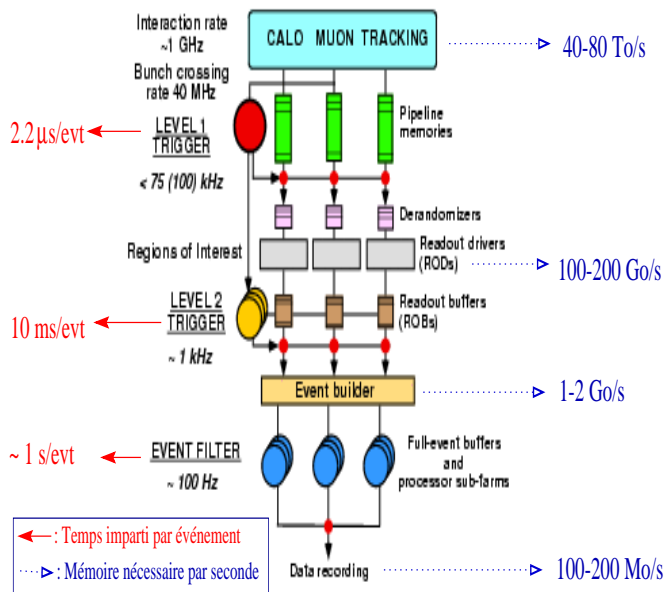 Interaction rate
~1 GHz
CALO MUON TRACKING
40-80 To/s
Bunch crossing
rate 40 MHz
Pipeline
memories
2.2µs/evt
LEVEL 1
TRIGGER
< 75 (100) kHz
Derandomizers
Regions of Interest
Readout drivers
(RODs)
100-200 Go/s
LEVEL 2
TRIGGER
~ 1 kHz
10 ms/evt
Readout buffers
(ROBs)
Event builder
1-2 Go/s
~ 1 s/evt
EVENT FILTER
~ 100 Hz
Full-event buffers
and
processor sub-farms
: Temps imparti par événement
: Mémoire nécessaire par seconde
Data recording
100-200 Mo/s